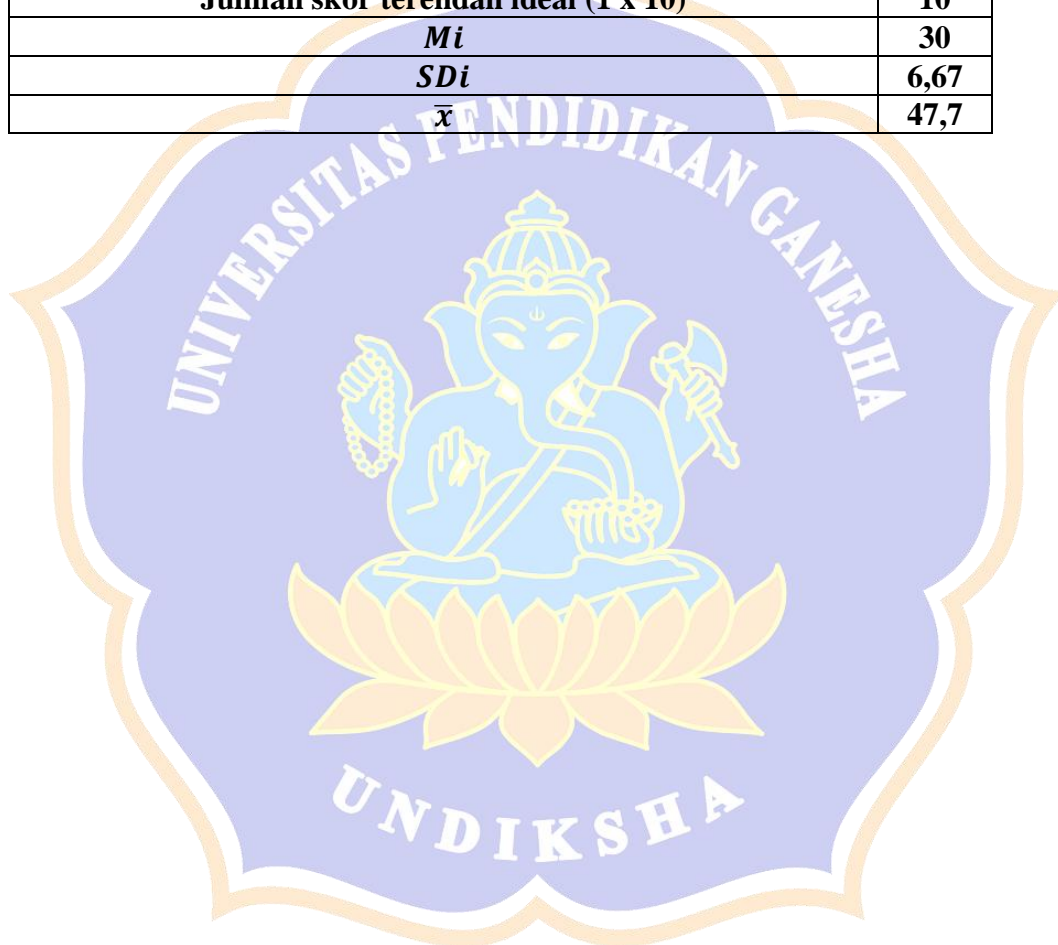 Jumlah skor terendah ideal (1 x 10) 10
Mi 30
SDi 6,67
x̅ 47,7
UNIVERSITAS PENDIDIKAN GANESHA
UNDIKSHA